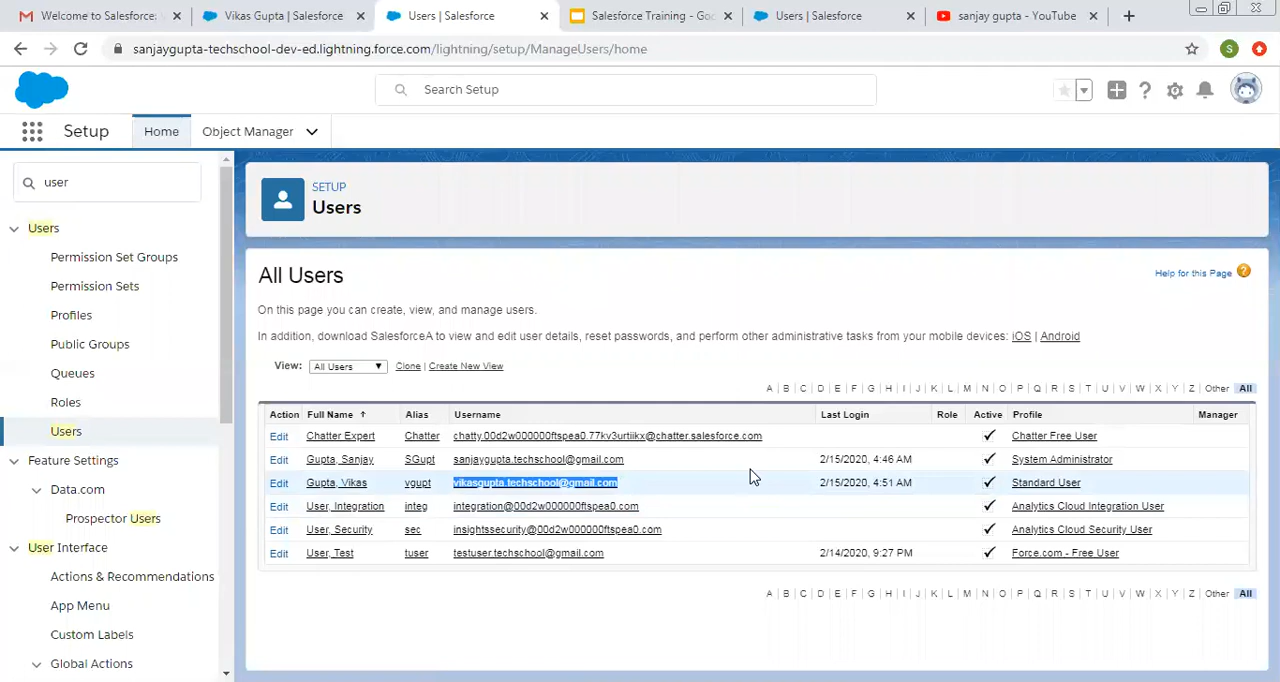 Welcome to Salesforce:
Vikas Gupta | Salesforce
Users | Salesforce
Salesforce Training - Goo
Users | Salesforce
sanjay gupta - YouTube
sanjaygupta-techschool-dev-ed.lightning.force.com/lightning/setup/ManageUsers/home
S
Search Setup
Setup
Home
Object Manager
user
Users
Permission Set Groups
Permission Sets
Profiles
Public Groups
Queues
Roles
Users
Feature Settings
Data.com
Prospector Users
User Interface
Actions & Recommendations
App Menu
Custom Labels
Global Actions
SETUP
Users
All Users
Help for this Page
On this page you can create, view, and manage users.
In addition, download SalesforceA to view and edit user details, reset passwords, and perform other administrative tasks from your mobile devices: iOS | Android
View: All Users Clone | Create New View
A B C D E F G H I J K L M N O P Q R S T U V W X Y Z Other All
Action Full Name Alias Username Last Login Role Active Profile Manager
Edit Chatter Expert Chatter chatty.00d2w000000ftspea0.77kv3urtiikx@chatter.salesforce.com Chatter Free User
Edit Gupta, Sanjay SGupt sanjaygupta.techschool@gmail.com 2/15/2020, 4:46 AM System Administrator
Edit Gupta, Vikas vgupt vikasgupta.techschool@gmail.com 2/15/2020, 4:51 AM Standard User
Edit User, Integration integ integration@00d2w000000ftspea0.com Analytics Cloud Integration User
Edit User, Security sec insightssecurity@00d2w000000ftspea0.com Analytics Cloud Security User
Edit User, Test tuser testuser.techschool@gmail.com 2/14/2020, 9:27 PM Force.com - Free User
A B C D E F G H I J K L M N O P Q R S T U V W X Y Z Other All